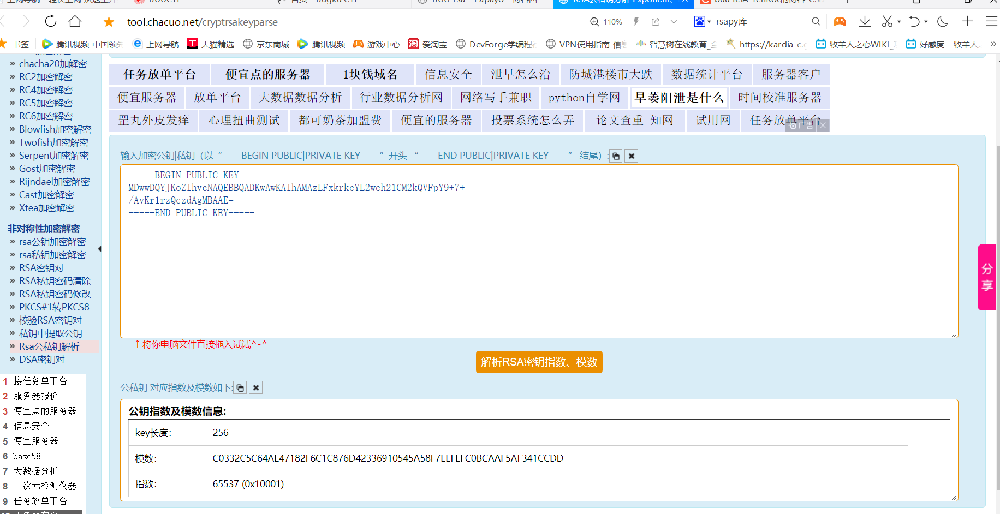 tool.chacuo.net/cryptrsakeyparse
110%
rsapy库
书签
腾讯视频-中国领先
上网导航
天猫精选
京东商城
腾讯视频
游戏中心
爱淘宝
DevForge学编程
VPN使用指南-信息
智慧树在线教育_全
https://kardia-c.g
牧羊人之心WIKI_
好感度 - 牧羊人
chacha20加解密
RC2加密解密
RC4加密解密
RC5加密解密
RC6加密解密
Blowfish加密解密
Twofish加密解密
Serpent加密解密
Gost加密解密
Rijndael加密解密
Cast加密解密
Xtea加密解密
非对称性加密解密
rsa公钥加密解密
rsa私钥加密解密
RSA密钥对
RSA私钥密码清除
RSA私钥密码修改
PKCS#1转PKCS8
校验RSA密钥对
私钥中提取公钥
Rsa公私钥解析
DSA密钥对
1 接任务单平台
2 服务器报价
3 便宜点的服务器
4 信息安全
5 便宜服务器
6 base58
7 大数据分析
8 二次元检测仪器
9 任务放单平台
任务放单平台 便宜点的服务器 1块钱域名 信息安全 泄早怎么治 防城港楼市大跌 数据统计平台 服务器客户
便宜服务器 放单平台 大数据数据分析 行业数据分析网 网络写手兼职 python自学网 早萎阳泄是什么 时间校准服务器
罡丸外皮发痒 心理扭曲测试 都可奶茶加盟费 便宜的服务器 投票系统怎么弄 论文查重 知网 试用网 任务放单平台
广告
输入加密公钥|私钥（以“-----BEGIN PUBLIC|PRIVATE KEY-----”开头 “-----END PUBLIC|PRIVATE KEY-----” 结尾）:
-----BEGIN PUBLIC KEY-----
MDwwDQYJKoZIhvcNAQEBBQADKwAwKAIhAMAzLFxkrkcYL2wch21CM2kQVFpY9+7+
/AvKr1rzQczdAgMBAAE=
-----END PUBLIC KEY-----
↑将你电脑文件直接拖入试试^-^
解析RSA密钥指数、模数
公私钥 对应指数及模数如下:
公钥指数及模数信息:
key长度: 256
模数: C0332C5C64AE47182F6C1C876D42336910545A58F7EEFEFC0BCAAF5AF341CCDD
指数: 65537 (0x10001)
分享